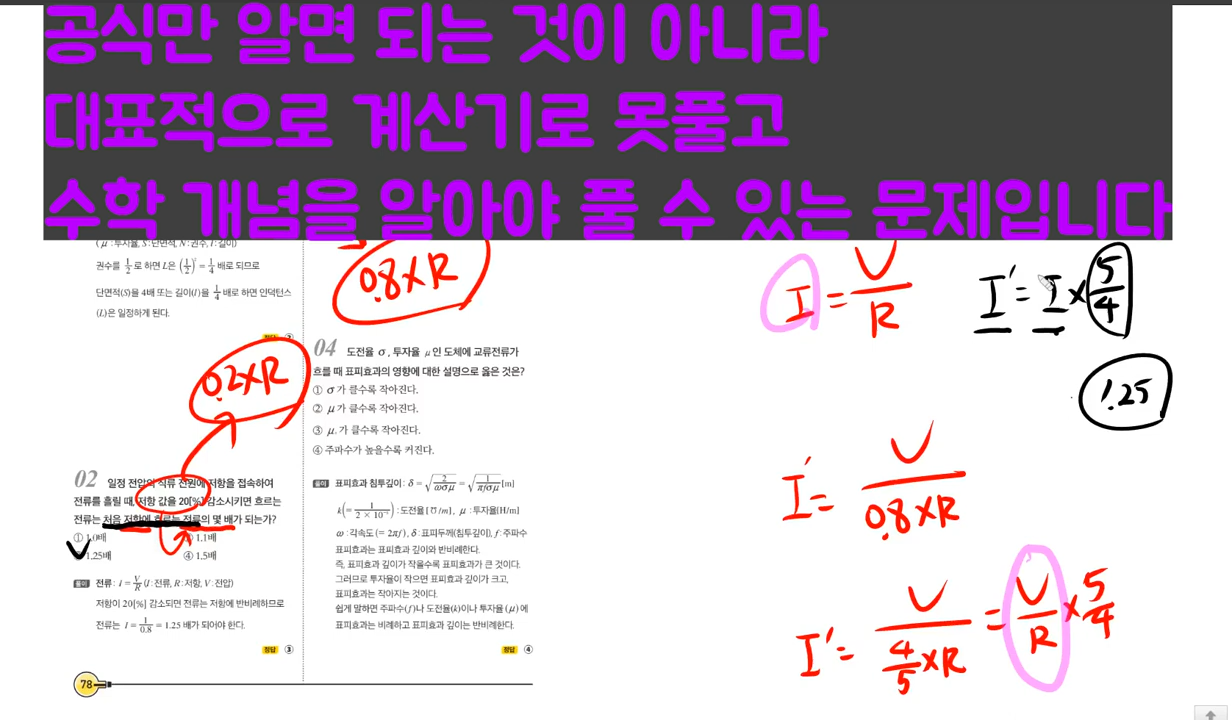 공식만 알면 되는 것이 아니라
대표적으로 계산기로 못풀고
수학 개념을 알아야 풀 수 있는 문제입니다
(μ : 투자율, S : 단면적, N : 권수, l : 길이)
권수를 1/2 로 하면 L은 (1/2)² = 1/4 배로 되므로
단면적(S)을 4배 또는 길이(l)을 1/4 배로 하면 인덕턴스
(L)은 일정하게 된다.
정답
0.2×R
02 일정 전압의 직류 전원에 저항을 접속하여
전류를 흘릴 때, 저항 값을 20[%] 감소시키면 흐르는
전류는 처음 저항에 흐르는 전류의 몇 배가 되는가?
① 1.0배 1.1배
1.25배 ④ 1.5배
풀이 전류 : I = V/R (I : 전류, R : 저항, V : 전압)
저항이 20[%] 감소되면 전류는 저항에 반비례하므로
전류는 I = 1/0.8 = 1.25 배가 되어야 한다.
정답 ③
78
0.8×R
04 도전율 σ, 투자율 μ인 도체에 교류전류가
흐를 때 표피효과의 영향에 대한 설명으로 옳은 것은?
① σ가 클수록 작아진다.
② μ가 클수록 작아진다.
③ μ, 가 클수록 작아진다.
④ 주파수가 높을수록 커진다.
풀이 표피효과 침투깊이 : δ = √(2/ωσμ) = √(1/πfσμ) [m]
k(= 1/2×10⁻⁸) : 도전율 [℧/m], μ : 투자율[H/m]
ω : 각속도(= 2πf), δ : 표피두께(침투깊이), f : 주파수
표피효과는 표피효과 깊이와 반비례한다.
즉, 표피효과 깊이가 작을수록 표피효과가 큰 것이다.
그러므로 투자율이 작으면 표피효과 깊이가 크고,
표피효과는 작아지는 것이다.
쉽게 말하면 주파수(f)나 도전율(k)이나 투자율(μ)에
표피효과는 비례하고 표피효과 깊이는 반비례한다.
정답 ④
I = V/R
I' = I × 5/4
1.25
I' = V/(0.8×R)
I' = V/(4/5×R) = V/R × 5/4